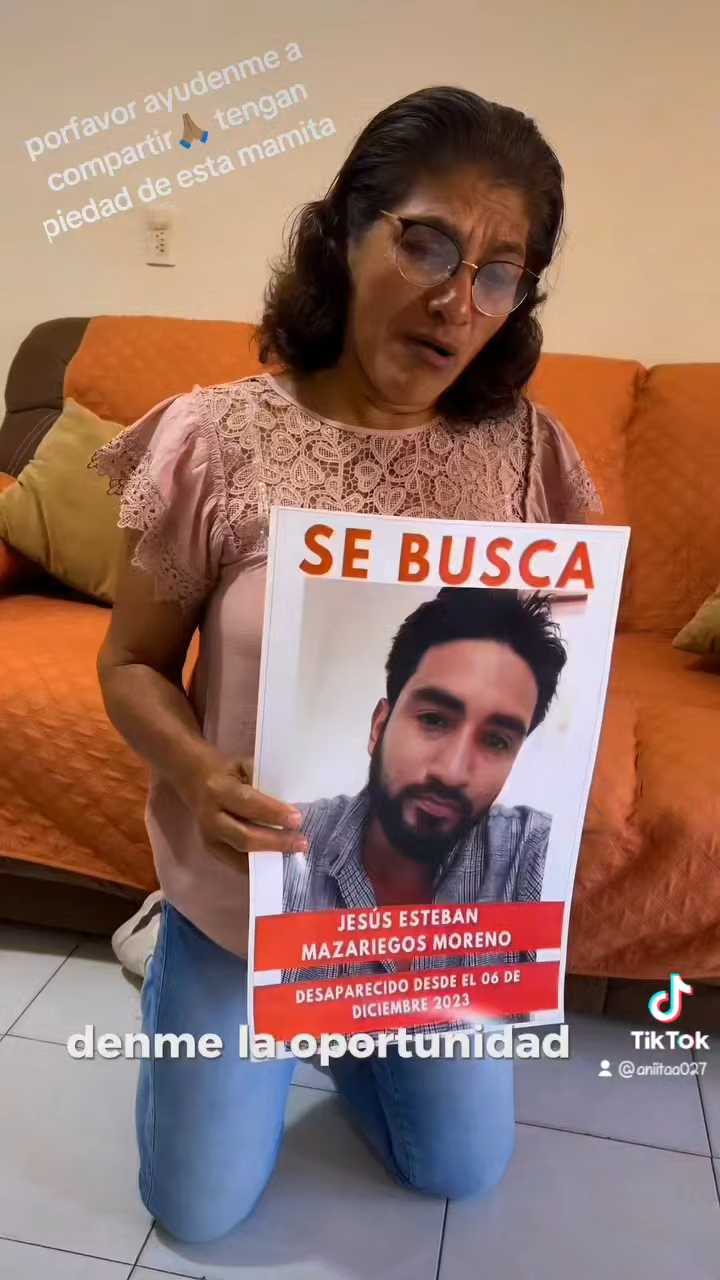 porfavor ayudenme a
compartir🙏🏽 tengan
piedad de esta mamita
SE BUSCA
JESÚS ESTEBAN
MAZARIEGOS MORENO
DESAPARECIDO DESDE EL 06 DE
DICIEMBRE 2023
denme la oportunidad
TikTok
@aniitaa027